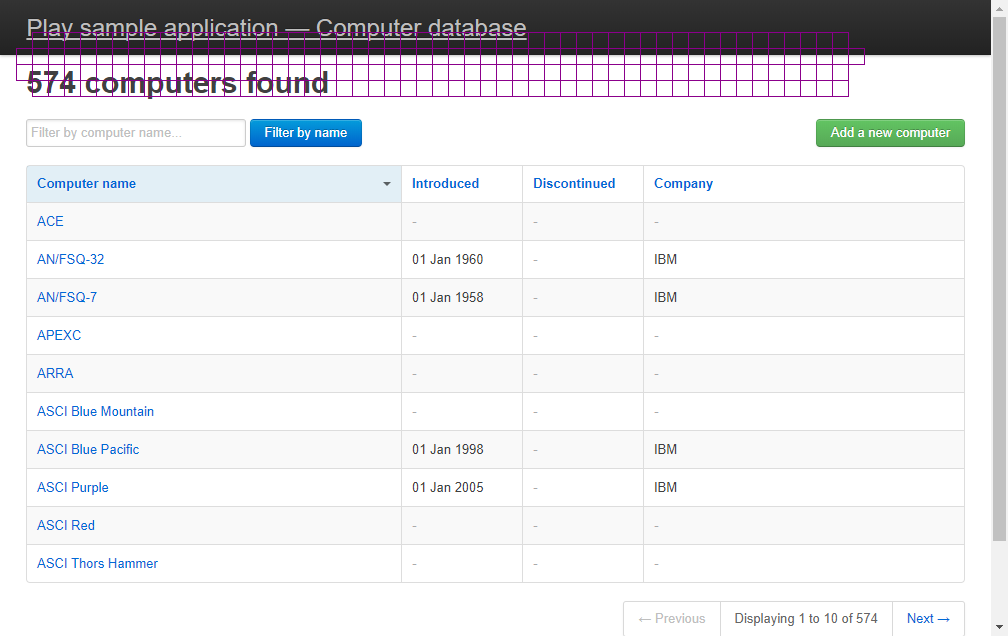 Play sample application — Computer database
574 computers found
Filter by computer name... Filter by name Add a new computer
Computer name Introduced Discontinued Company
ACE - - -
AN/FSQ-32 01 Jan 1960 - IBM
AN/FSQ-7 01 Jan 1958 - IBM
APEXC - - -
ARRA - - -
ASCI Blue Mountain - - -
ASCI Blue Pacific 01 Jan 1998 - IBM
ASCI Purple 01 Jan 2005 - IBM
ASCI Red - - -
ASCI Thors Hammer - - -
← Previous Displaying 1 to 10 of 574 Next →